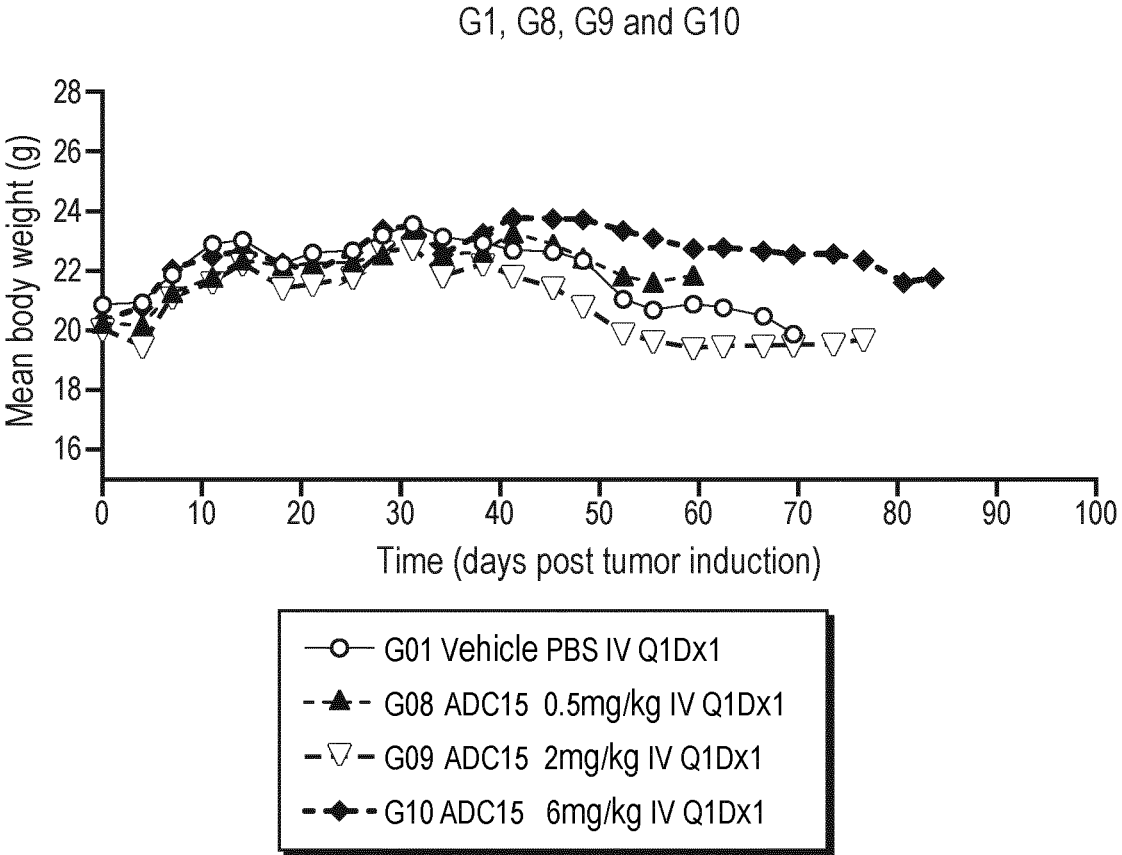 G1, G8, G9 and G10
Mean body weight (g)
28
26
24
22
20
18
16
0 10 20 30 40 50 60 70 80 90 100
Time (days post tumor induction)
G01 Vehicle PBS IV Q1Dx1
G08 ADC15 0.5mg/kg IV Q1Dx1
G09 ADC15 2mg/kg IV Q1Dx1
G10 ADC15 6mg/kg IV Q1Dx1